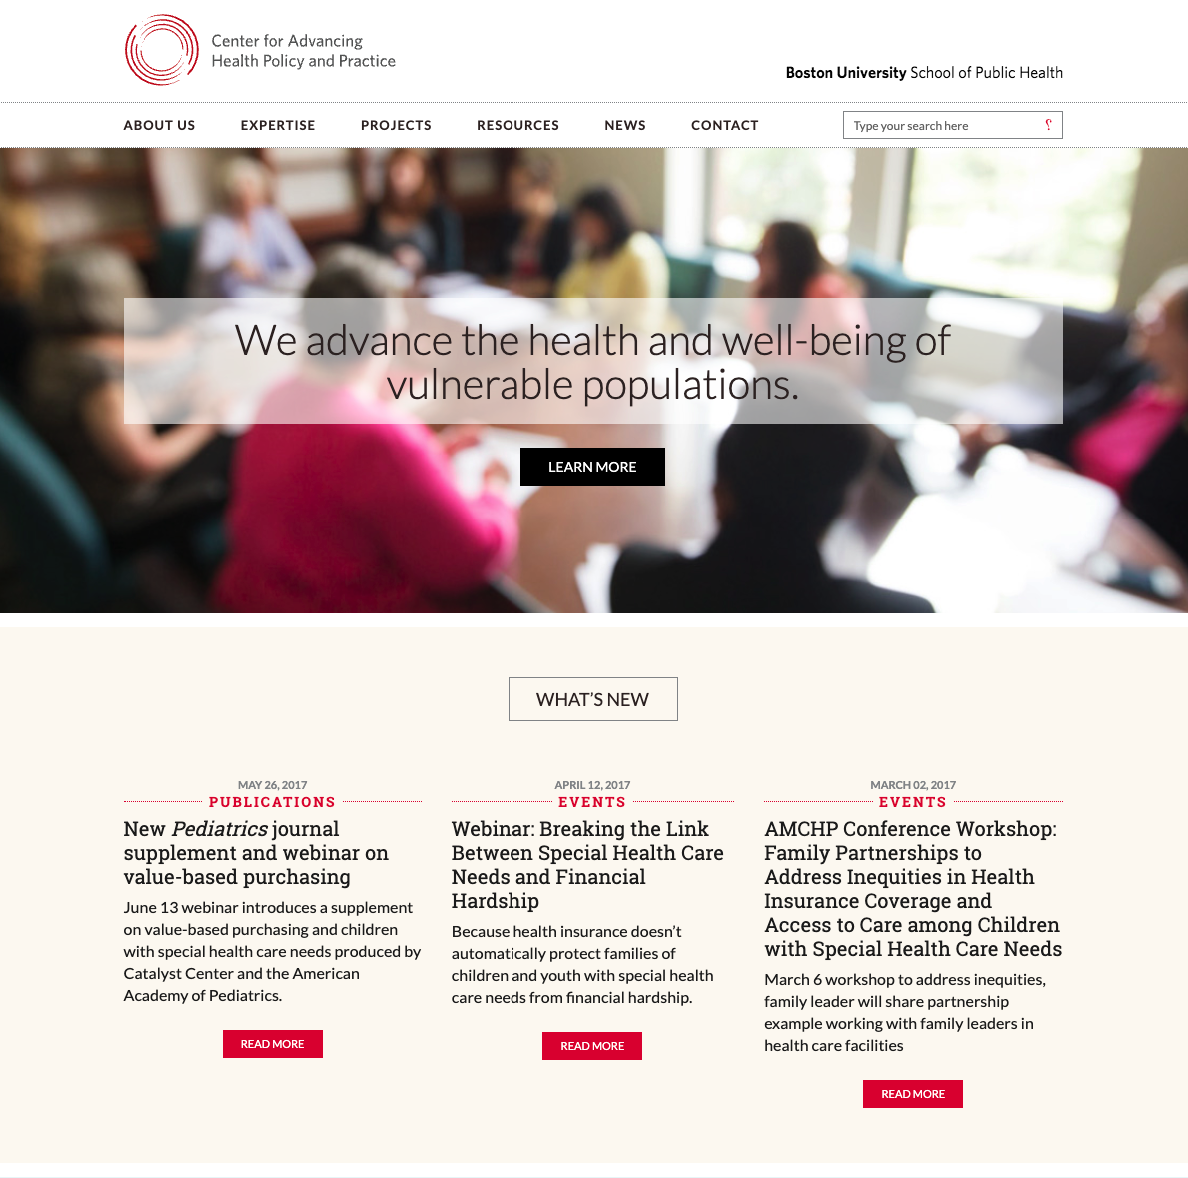 Center for Advancing
Health Policy and Practice
Boston University School of Public Health
ABOUT US EXPERTISE PROJECTS RESOURCES NEWS CONTACT
Type your search here
We advance the health and well-being of
vulnerable populations.
LEARN MORE
WHAT'S NEW
MAY 26, 2017
PUBLICATIONS
New Pediatrics journal
supplement and webinar on
value-based purchasing
June 13 webinar introduces a supplement
on value-based purchasing and children
with special health care needs produced by
Catalyst Center and the American
Academy of Pediatrics.
READ MORE
APRIL 12, 2017
EVENTS
Webinar: Breaking the Link
Between Special Health Care
Needs and Financial
Hardship
Because health insurance doesn't
automatically protect families of
children and youth with special health
care needs from financial hardship.
READ MORE
MARCH 02, 2017
EVENTS
AMCHP Conference Workshop:
Family Partnerships to
Address Inequities in Health
Insurance Coverage and
Access to Care among Children
with Special Health Care Needs
March 6 workshop to address inequities,
family leader will share partnership
example working with family leaders in
health care facilities
READ MORE